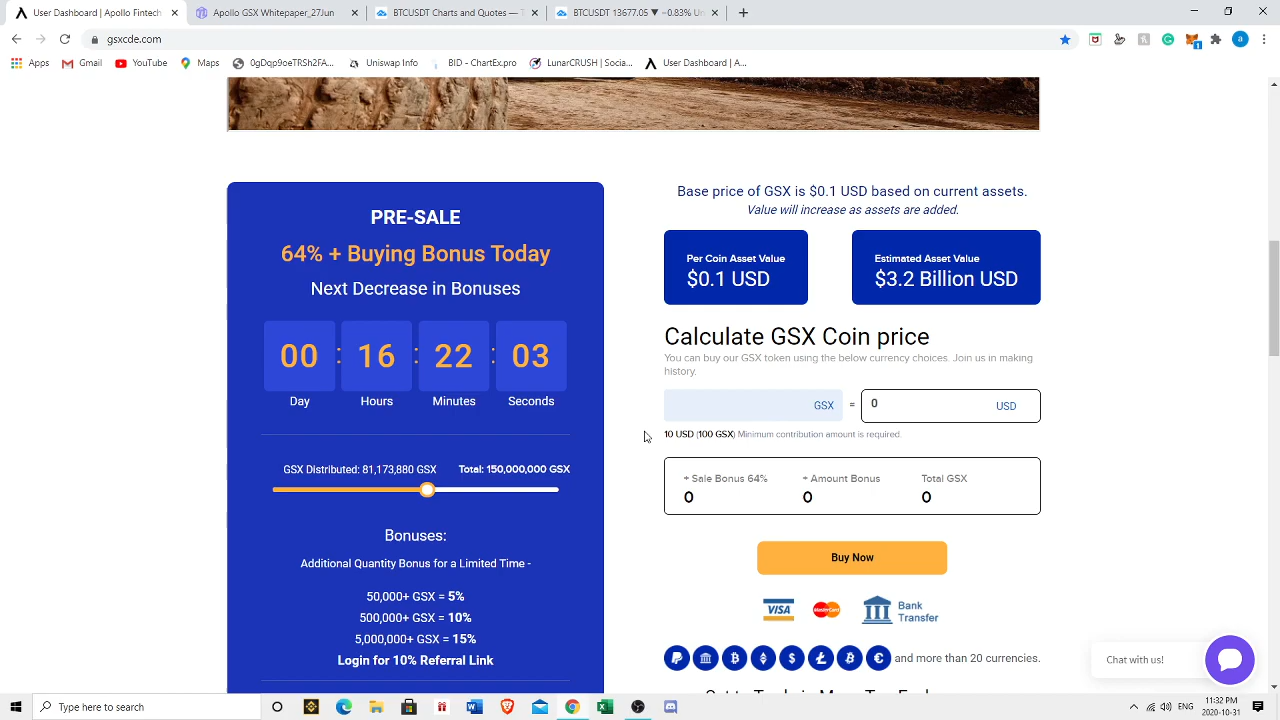 User Dashboard | Apollo Fintech
Apollo GSX Whitepaper_27Jun
BTCUSDT Charts and Quotes — T
BTCUSDT 13677.05 ▼ −0.83% Un
gsxcde.com
Apps
Gmail
YouTube
Maps
0gDqp9oeTRSh2FA...
Uniswap Info
BID - ChartEx.pro
LunarCRUSH | Socia...
User Dashboard | A...
PRE-SALE
64% + Buying Bonus Today
Next Decrease in Bonuses
00 : 16 : 22 : 03
Day Hours Minutes Seconds
GSX Distributed: 81,173,880 GSX Total: 150,000,000 GSX
Bonuses:
Additional Quantity Bonus for a Limited Time -
50,000+ GSX = 5%
500,000+ GSX = 10%
5,000,000+ GSX = 15%
Login for 10% Referral Link
Base price of GSX is $0.1 USD based on current assets.
Value will increase as assets are added.
Per Coin Asset Value
$0.1 USD
Estimated Asset Value
$3.2 Billion USD
Calculate GSX Coin price
You can buy our GSX token using the below currency choices. Join us in making
history.
GSX = 0 USD
10 USD (100 GSX) Minimum contribution amount is required.
+ Sale Bonus 64% + Amount Bonus Total GSX
0 0 0
Buy Now
VISA
MasterCard
Bank
Transfer
and more than 20 currencies.
Chat with us!
Type here to search
ENG
11:32 PM
2020-10-31